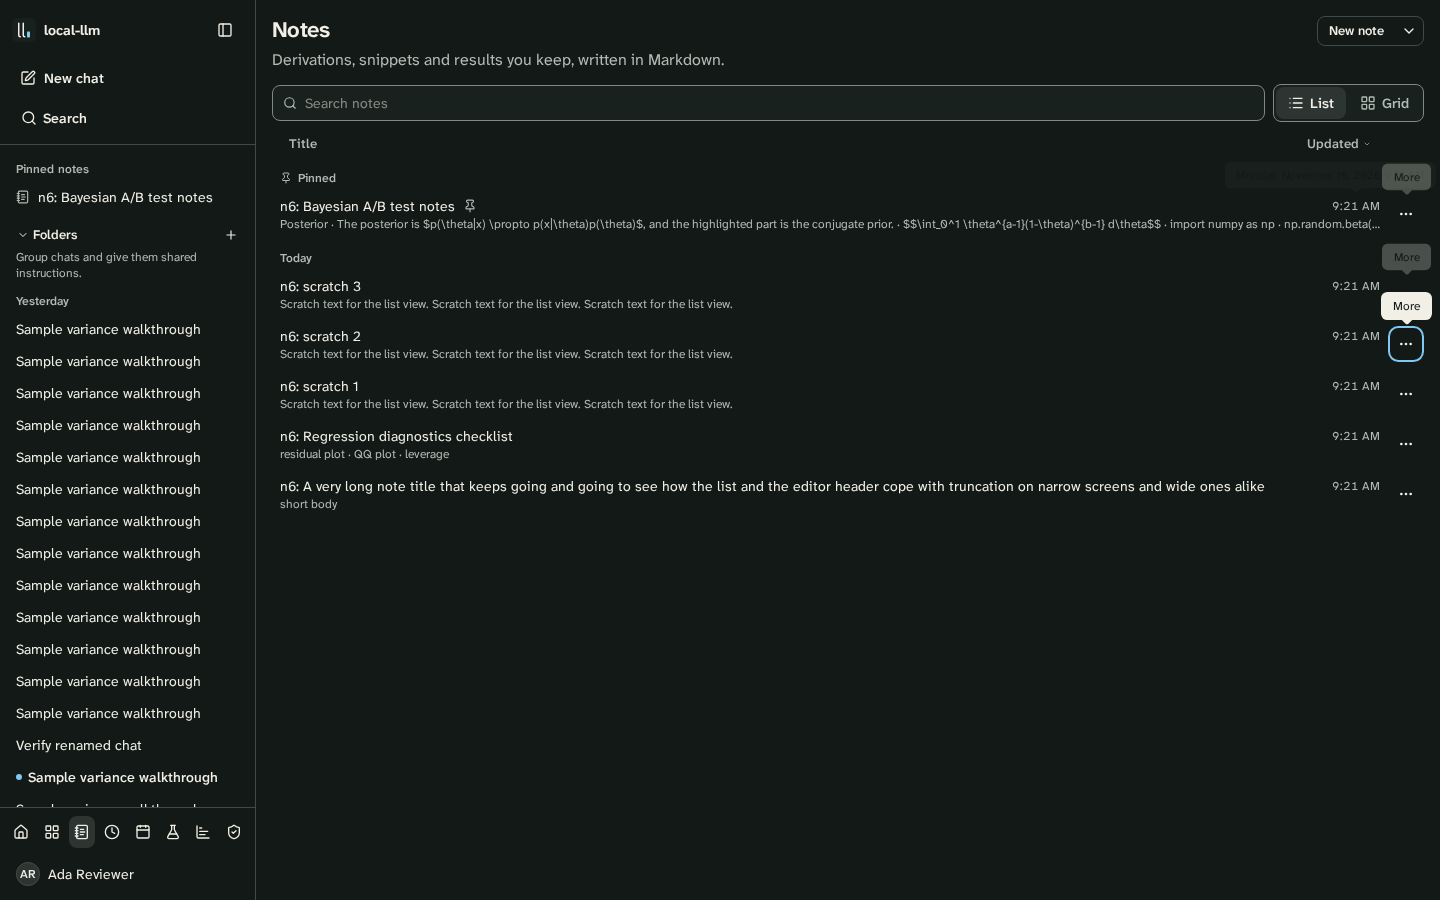 local-llm
New chat
Search
Pinned notes
n6: Bayesian A/B test notes
Folders
Group chats and give them shared
instructions.
Yesterday
Sample variance walkthrough
Sample variance walkthrough
Sample variance walkthrough
Sample variance walkthrough
Sample variance walkthrough
Sample variance walkthrough
Sample variance walkthrough
Sample variance walkthrough
Sample variance walkthrough
Sample variance walkthrough
Sample variance walkthrough
Sample variance walkthrough
Sample variance walkthrough
Verify renamed chat
Sample variance walkthrough
AR Ada Reviewer
Notes
Derivations, snippets and results you keep, written in Markdown.
New note
Search notes
List Grid
Title Updated
Pinned
More
n6: Bayesian A/B test notes 9:21 AM
Posterior · The posterior is $p(\theta|x) \propto p(x|\theta)p(\theta)$, and the highlighted part is the conjugate prior. · $$\int_0^1 \theta^{a-1}(1-\theta)^{b-1} d\theta$$ · import numpy as np · np.random.beta(...
Today
More
n6: scratch 3 9:21 AM
Scratch text for the list view. Scratch text for the list view. Scratch text for the list view.
More
n6: scratch 2 9:21 AM
Scratch text for the list view. Scratch text for the list view. Scratch text for the list view.
n6: scratch 1 9:21 AM
Scratch text for the list view. Scratch text for the list view. Scratch text for the list view.
n6: Regression diagnostics checklist 9:21 AM
residual plot · QQ plot · leverage
n6: A very long note title that keeps going and going to see how the list and the editor header cope with truncation on narrow screens and wide ones alike 9:21 AM
short body